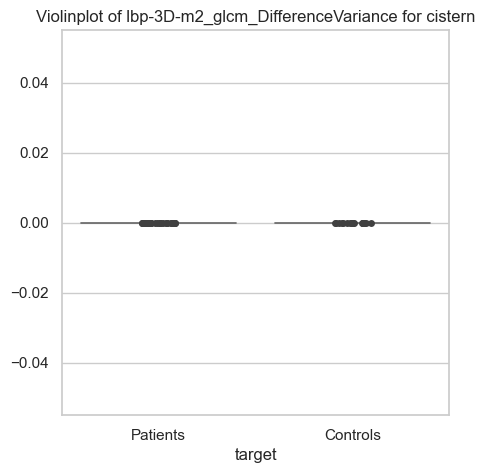 Violinplot of lbp-3D-m2_glcm_DifferenceVariance for cistern
0.04
0.02
0.00
−0.02
−0.04
Patients Controls
target